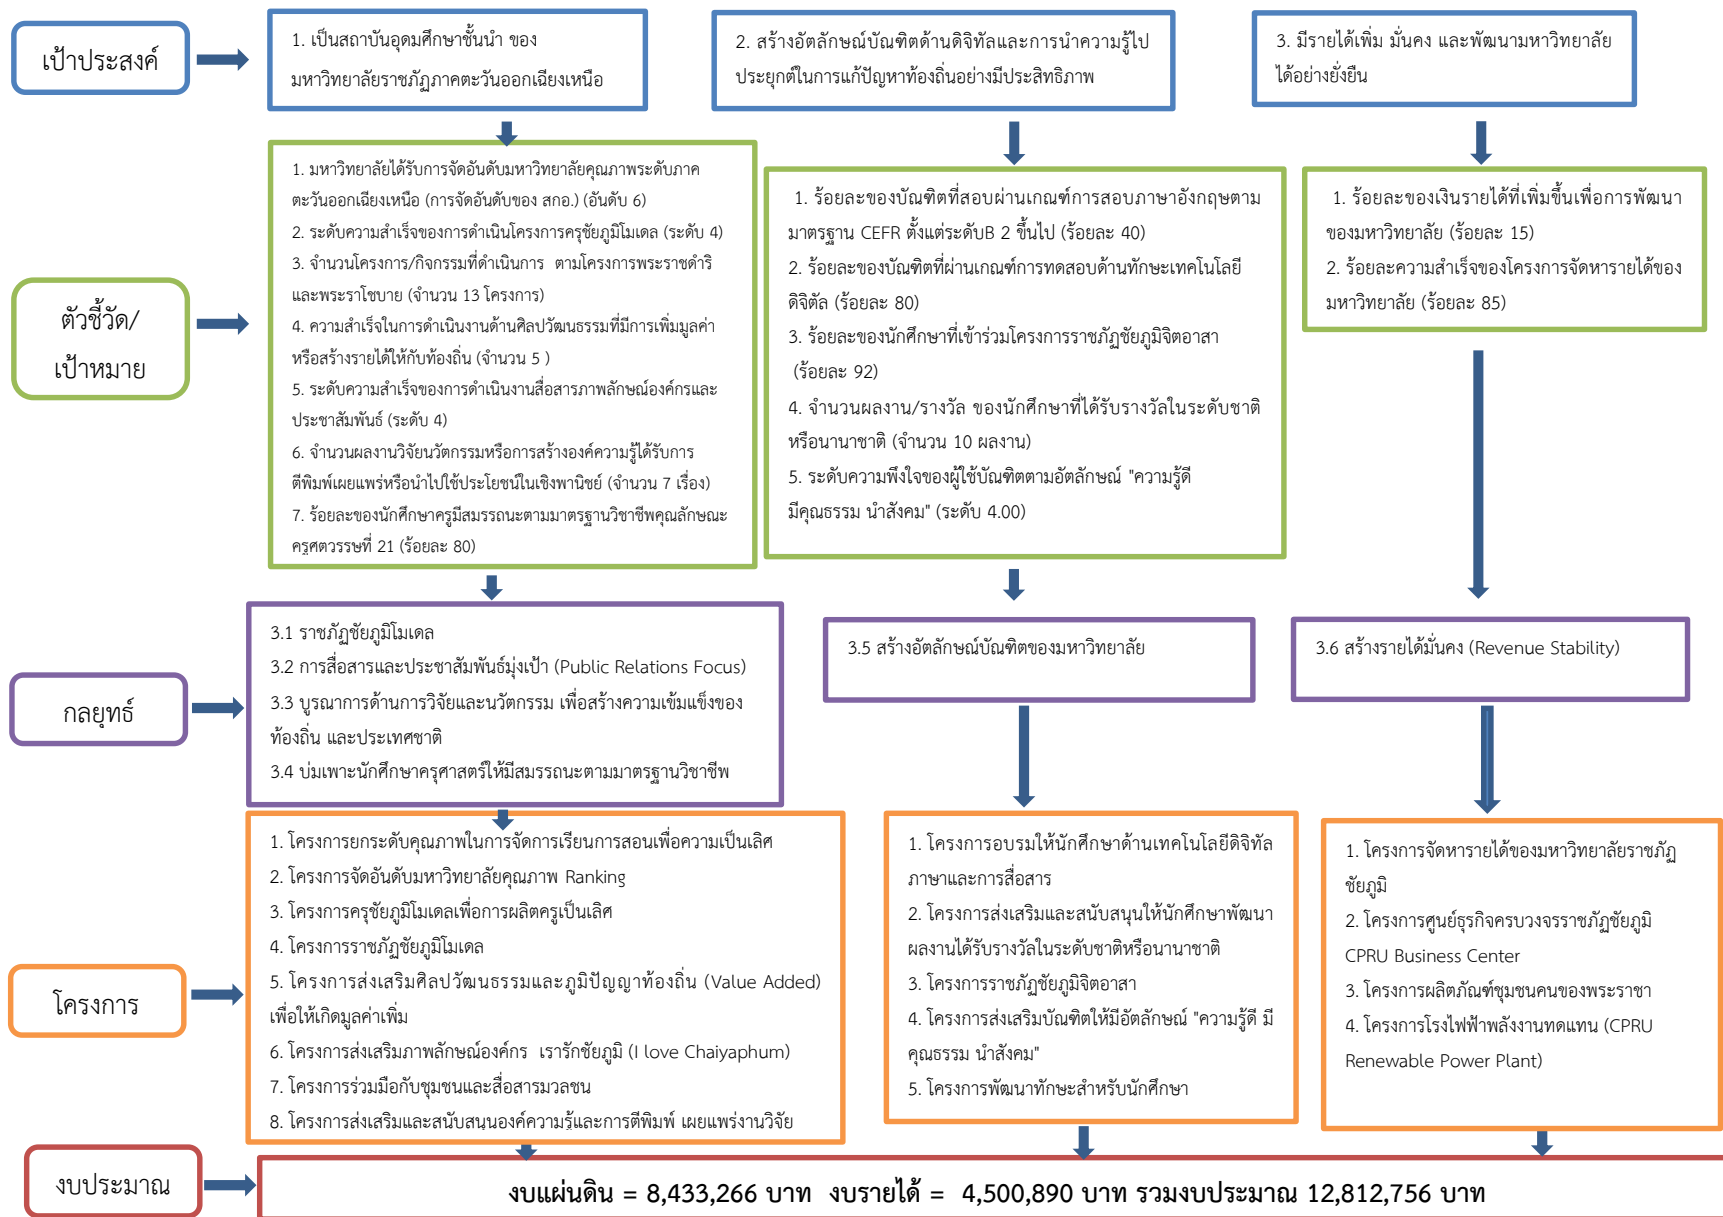 เป้าประสงค์
1. เป็นสถาบันอุดมศึกษาชั้นนำ ของ
มหาวิทยาลัยราชภัฏภาคตะวันออกเฉียงเหนือ
2. สร้างอัตลักษณ์บัณฑิตด้านดิจิทัลและการนำความรู้ไป
ประยุกต์ในการแก้ปัญหาท้องถิ่นอย่างมีประสิทธิภาพ
3. มีรายได้เพิ่ม มั่นคง และพัฒนามหาวิทยาลัย
ได้อย่างยั่งยืน
ตัวชี้วัด/
เป้าหมาย
1. มหาวิทยาลัยได้รับการจัดอันดับมหาวิทยาลัยคุณภาพระดับภาค
ตะวันออกเฉียงเหนือ (การจัดอันดับของ สกอ.) (อันดับ 6)
2. ระดับความสำเร็จของการดำเนินโครงการครุชัยภูมิโมเดล (ระดับ 4)
3. จำนวนโครงการ/กิจกรรมที่ดำเนินการ ตามโครงการพระราชดำริ
และพระราโชบาย (จำนวน 13 โครงการ)
4. ความสำเร็จในการดำเนินงานด้านศิลปวัฒนธรรมที่มีการเพิ่มมูลค่า
หรือสร้างรายได้ให้กับท้องถิ่น (จำนวน 5 )
5. ระดับความสำเร็จของการดำเนินงานสื่อสารภาพลักษณ์องค์กรและ
ประชาสัมพันธ์ (ระดับ 4)
6. จำนวนผลงานวิจัยนวัตกรรมหรือการสร้างองค์ความรู้ได้รับการ
ตีพิมพ์เผยแพร่หรือนำไปใช้ประโยชน์ในเชิงพานิชย์ (จำนวน 7 เรื่อง)
7. ร้อยละของนักศึกษาครูมีสมรรถนะตามมาตรฐานวิชาชีพคุณลักษณะ
ครูศตวรรษที่ 21 (ร้อยละ 80)
1. ร้อยละของบัณฑิตที่สอบผ่านเกณฑ์การสอบภาษาอังกฤษตาม
มาตรฐาน CEFR ตั้งแต่ระดับB 2 ขึ้นไป (ร้อยละ 40)
2. ร้อยละของบัณฑิตที่ผ่านเกณฑ์การทดสอบด้านทักษะเทคโนโลยี
ดิจิตัล (ร้อยละ 80)
3. ร้อยละของนักศึกษาที่เข้าร่วมโครงการราชภัฏชัยภูมิจิตอาสา
(ร้อยละ 92)
4. จำนวนผลงาน/รางวัล ของนักศึกษาที่ได้รับรางวัลในระดับชาติ
หรือนานาชาติ (จำนวน 10 ผลงาน)
5. ระดับความพึงใจของผู้ใช้บัณฑิตตามอัตลักษณ์ "ความรู้ดี
มีคุณธรรม นำสังคม" (ระดับ 4.00)
1. ร้อยละของเงินรายได้ที่เพิ่มขึ้นเพื่อการพัฒนา
ของมหาวิทยาลัย (ร้อยละ 15)
2. ร้อยละความสำเร็จของโครงการจัดหารายได้ของ
มหาวิทยาลัย (ร้อยละ 85)
กลยุทธ์
3.1 ราชภัฏชัยภูมิโมเดล
3.2 การสื่อสารและประชาสัมพันธ์มุ่งเป้า (Public Relations Focus)
3.3 บูรณาการด้านการวิจัยและนวัตกรรม เพื่อสร้างความเข้มแข็งของ
ท้องถิ่น และประเทศชาติ
3.4 บ่มเพาะนักศึกษาครุศาสตร์ให้มีสมรรถนะตามมาตรฐานวิชาชีพ
3.5 สร้างอัตลักษณ์บัณฑิตของมหาวิทยาลัย
3.6 สร้างรายได้มั่นคง (Revenue Stability)
โครงการ
1. โครงการยกระดับคุณภาพในการจัดการเรียนการสอนเพื่อความเป็นเลิศ
2. โครงการจัดอันดับมหาวิทยาลัยคุณภาพ Ranking
3. โครงการครุชัยภูมิโมเดลเพื่อการผลิตครูเป็นเลิศ
4. โครงการราชภัฏชัยภูมิโมเดล
5. โครงการส่งเสริมศิลปวัฒนธรรมและภูมิปัญญาท้องถิ่น (Value Added)
เพื่อให้เกิดมูลค่าเพิ่ม
6. โครงการส่งเสริมภาพลักษณ์องค์กร เรารักชัยภูมิ (I love Chaiyaphum)
7. โครงการร่วมมือกับชุมชนและสื่อสารมวลชน
8. โครงการส่งเสริมและสนับสนุนองค์ความรู้และการตีพิมพ์ เผยแพร่งานวิจัย
1. โครงการอบรมให้นักศึกษาด้านเทคโนโลยีดิจิทัล
ภาษาและการสื่อสาร
2. โครงการส่งเสริมและสนับสนุนให้นักศึกษาพัฒนา
ผลงานได้รับรางวัลในระดับชาติหรือนานาชาติ
3. โครงการราชภัฏชัยภูมิจิตอาสา
4. โครงการส่งเสริมบัณฑิตให้มีอัตลักษณ์ "ความรู้ดี มี
คุณธรรม นำสังคม"
5. โครงการพัฒนาทักษะสำหรับนักศึกษา
1. โครงการจัดหารายได้ของมหาวิทยาลัยราชภัฏ
ชัยภูมิ
2. โครงการศูนย์ธุรกิจครบวงจรราชภัฏชัยภูมิ
CPRU Business Center
3. โครงการผลิตภัณฑ์ชุมชนคนของพระราชา
4. โครงการโรงไฟฟ้าพลังงานทดแทน (CPRU
Renewable Power Plant)
งบประมาณ
งบแผ่นดิน = 8,433,266 บาท งบรายได้ = 4,500,890 บาท รวมงบประมาณ 12,812,756 บาท